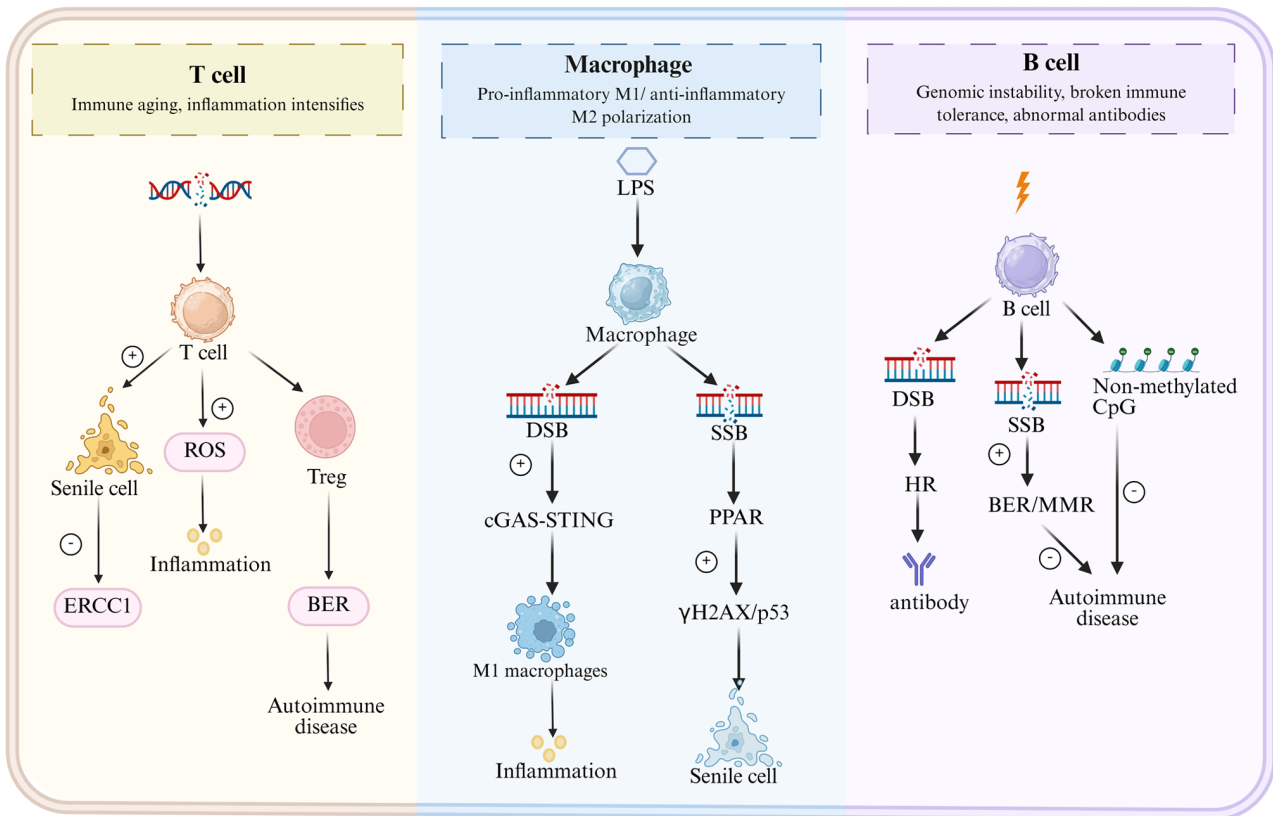 T cell
Immune aging, inflammation intensifies
T cell
+
+
Senile cell
ROS
Treg
-
Inflammation
ERCC1
BER
Autoimmune
disease
Macrophage
Pro-inflammatory M1/ anti-inflammatory
M2 polarization
LPS
Macrophage
DSB
SSB
+
cGAS-STING
PPAR
+
γH2AX/p53
M1 macrophages
Inflammation
Senile cell
B cell
Genomic instability, broken immune
tolerance, abnormal antibodies
B cell
DSB
SSB
Non-methylated
CpG
+
HR
BER/MMR
-
-
antibody
Autoimmune
disease